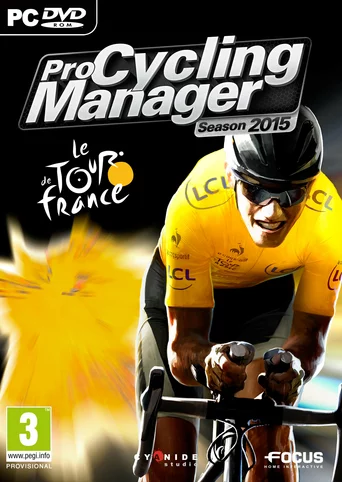 PC DVD
ROM
Pro Cycling
Manager
Season 2015
le
de TOUR
france
LCL
LCL
LCL
LCL
3
www.pegi.info
PROVISIONAL
CYANIDE
studio
FOCUS
HOME INTERACTIVE